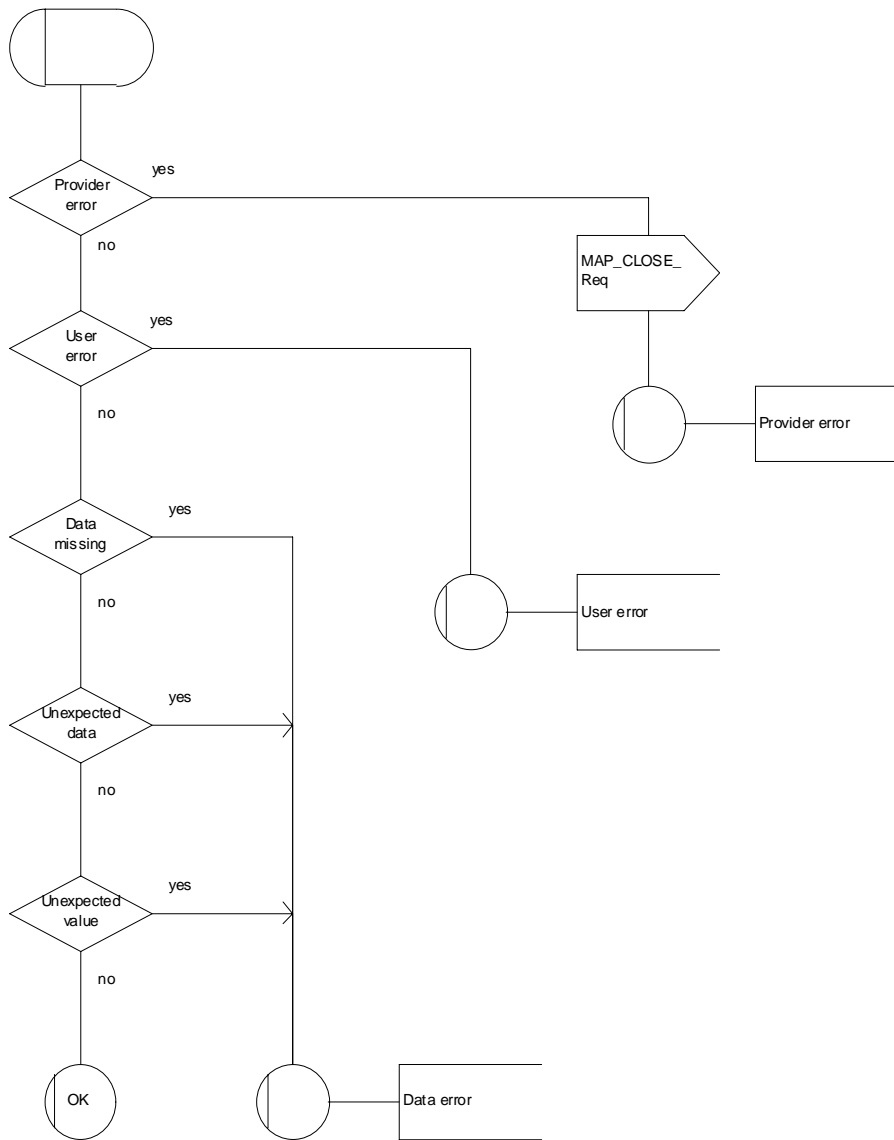 yes
Provider
error
no
MAP_CLOSE_
Req
yes
User
error
no
Provider error
yes
Data
missing
no
User error
yes
Unexpected
data
no
yes
Unexpected
value
no
OK
Data error